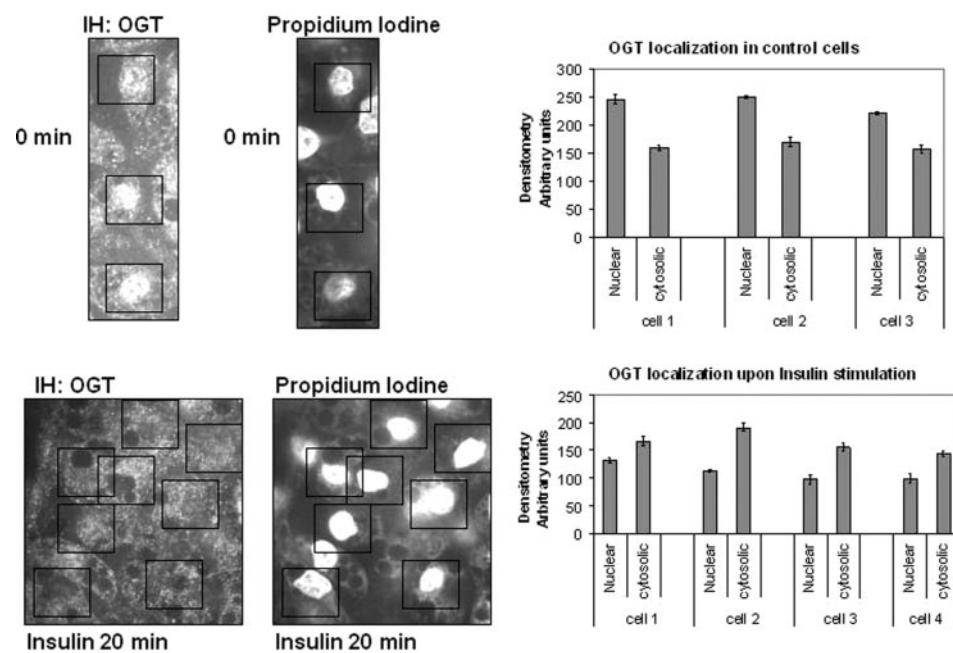 IH: OGT
Propidium Iodine
0 min
0 min
OGT localization in control cells
Densitometry
Arbitrary units
300
250
200
150
100
50
0
Nuclear
cytosolic
Nuclear
cytosolic
Nuclear
cytosolic
cell 1
cell 2
cell 3
IH: OGT
Propidium Iodine
Insulin 20 min
Insulin 20 min
OGT localization upon Insulin stimulation
Densitometry
Arbitrary units
250
200
150
100
50
0
Nuclear
cytosolic
Nuclear
cytosolic
Nuclear
cytosolic
Nuclear
cytosolic
cell 1
cell 2
cell 3
cell 4